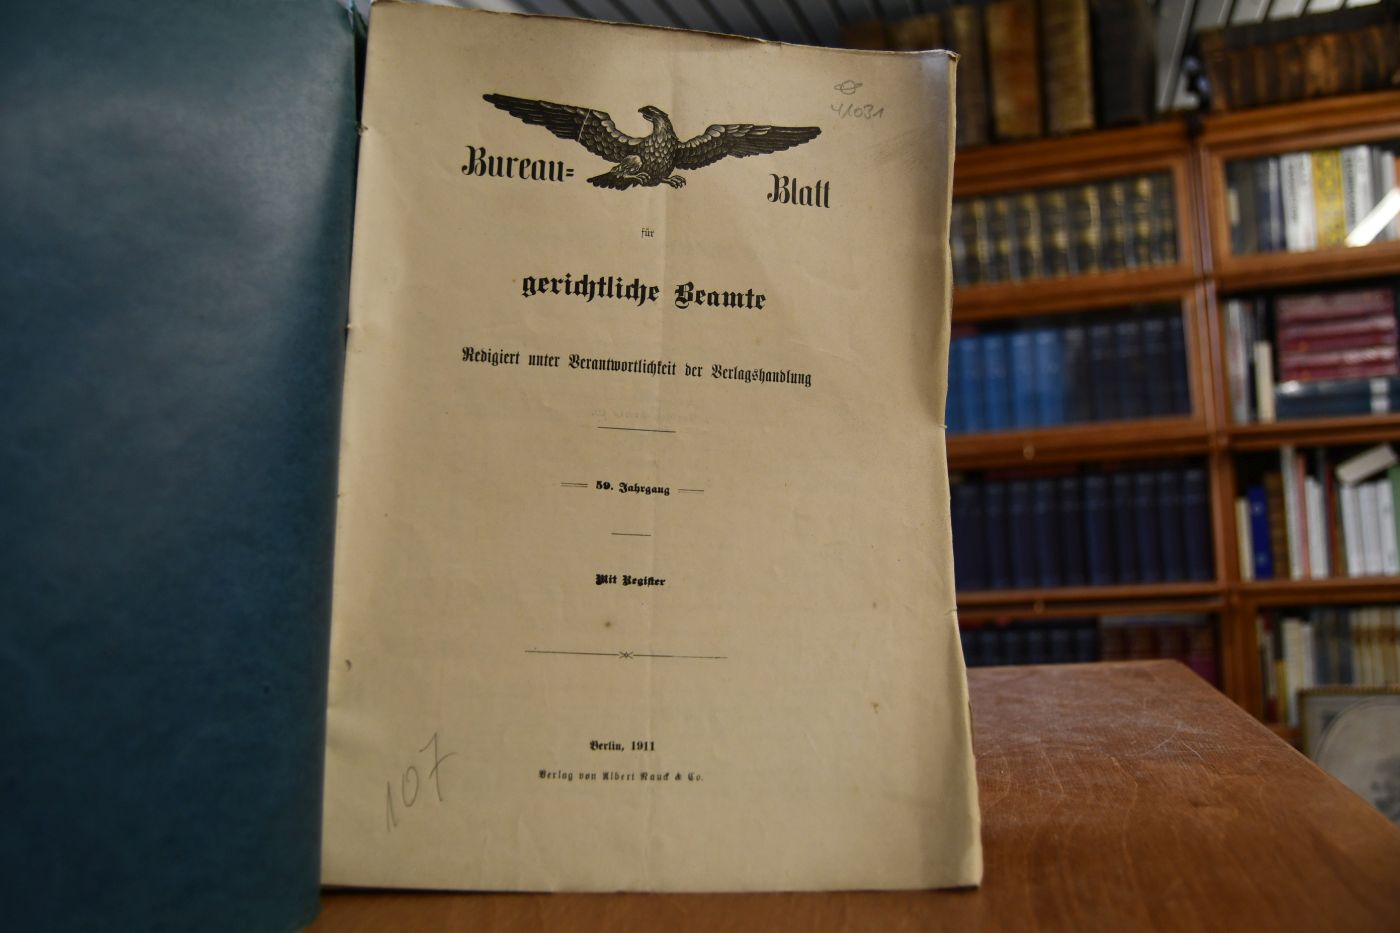 41031
Bureau=Blatt
für
gerichtliche Beamte
Redigiert unter Verantwortlichkeit der Verlagshandlung
59. Jahrgang
Mit Register
Berlin, 1911
Verlag von Albert Nauck & Co.
107